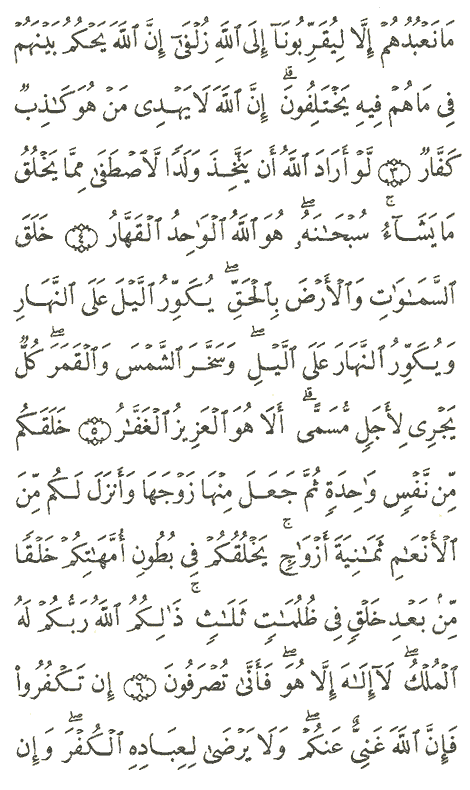 مَا نَعۡبُدُهُمۡ إِلَّا لِيُقَرِّبُونَآ إِلَى ٱللَّهِ زُلۡفَىٰٓ إِنَّ ٱللَّهَ يَحۡكُمُ بَيۡنَهُمۡ
فِي مَا هُمۡ فِيهِ يَخۡتَلِفُونَۗ إِنَّ ٱللَّهَ لَا يَهۡدِي مَنۡ هُوَ كَٰذِبٞ
كَفَّارٞ ٣ لَّوۡ أَرَادَ ٱللَّهُ أَن يَتَّخِذَ وَلَدٗا لَّٱصۡطَفَىٰ مِمَّا يَخۡلُقُ
مَا يَشَآءُۚ سُبۡحَٰنَهُۥۖ هُوَ ٱللَّهُ ٱلۡوَٰحِدُ ٱلۡقَهَّارُ ٤ خَلَقَ
ٱلسَّمَٰوَٰتِ وَٱلۡأَرۡضَ بِٱلۡحَقِّۖ يُكَوِّرُ ٱلَّيۡلَ عَلَى ٱلنَّهَارِ
وَيُكَوِّرُ ٱلنَّهَارَ عَلَى ٱلَّيۡلِۖ وَسَخَّرَ ٱلشَّمۡسَ وَٱلۡقَمَرَۖ كُلّٞ
يَجۡرِي لِأَجَلٖ مُّسَمًّىۗ أَلَا هُوَ ٱلۡعَزِيزُ ٱلۡغَفَّٰرُ ٥ خَلَقَكُم
مِّن نَّفۡسٖ وَٰحِدَةٖ ثُمَّ جَعَلَ مِنۡهَا زَوۡجَهَا وَأَنزَلَ لَكُم مِّنَ
ٱلۡأَنۡعَٰمِ ثَمَٰنِيَةَ أَزۡوَٰجٖۚ يَخۡلُقُكُمۡ فِي بُطُونِ أُمَّهَٰتِكُمۡ خَلۡقٗا
مِّنۢ بَعۡدِ خَلۡقٖ فِي ظُلُمَٰتٖ ثَلَٰثٖۚ ذَٰلِكُمُ ٱللَّهُ رَبُّكُمۡ لَهُ
ٱلۡمُلۡكُۖ لَآ إِلَٰهَ إِلَّا هُوَۖ فَأَنَّىٰ تُصۡرَفُونَ ٦ إِن تَكۡفُرُواْ
فَإِنَّ ٱللَّهَ غَنِيٌّ عَنكُمۡۖ وَلَا يَرۡضَىٰ لِعِبَادِهِ ٱلۡكُفۡرَۖ وَإِن